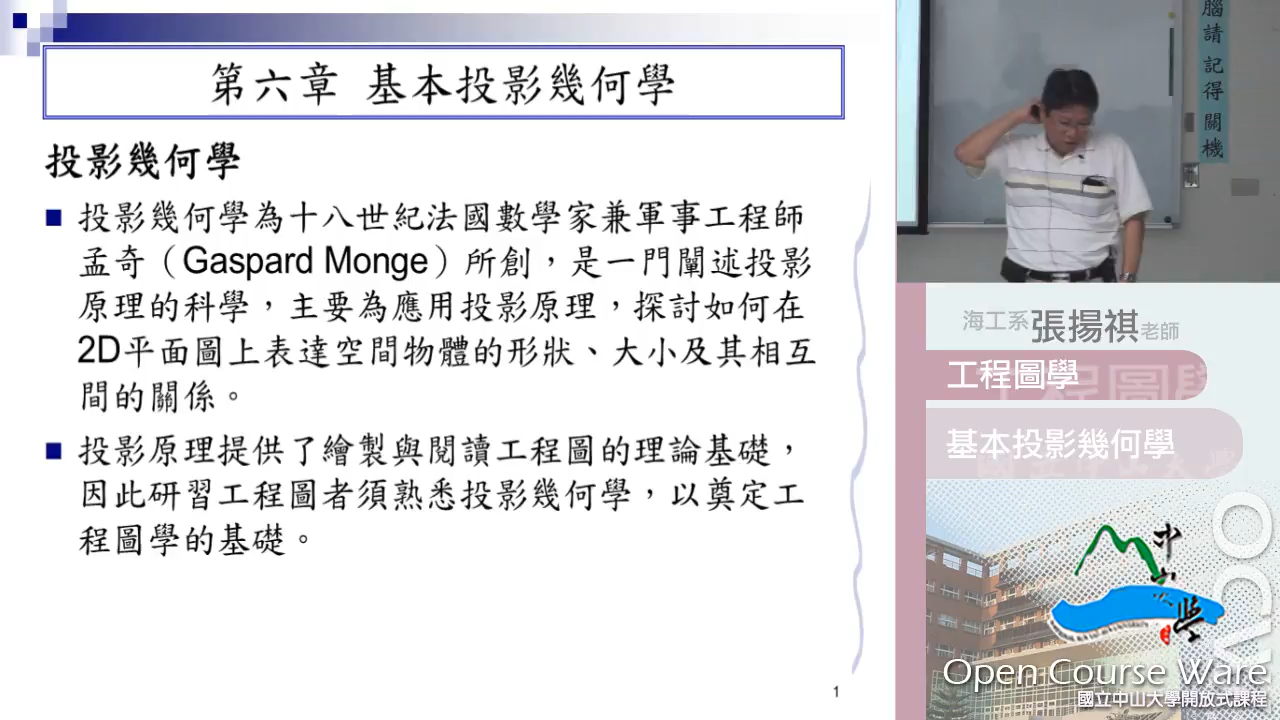 第六章 基本投影幾何學
投影幾何學
投影幾何學為十八世紀法國數學家兼軍事工程師
孟奇（Gaspard Monge）所創，是一門闡述投影
原理的科學，主要為應用投影原理，探討如何在
2D平面圖上表達空間物體的形狀、大小及其相互
間的關係。
投影原理提供了繪製與閱讀工程圖的理論基礎，
因此研習工程圖者須熟悉投影幾何學，以奠定工
程圖學的基礎。
1
腦請記得關機
海工系張揚祺老師
工程圖學
基本投影幾何學
中山大學
Open Course Ware
國立中山大學開放式課程